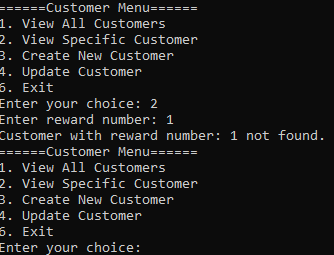 ======Customer Menu======
1. View All Customers
2. View Specific Customer
3. Create New Customer
4. Update Customer
6. Exit
Enter your choice: 2
Enter reward number: 1
Customer with reward number: 1 not found.
======Customer Menu======
1. View All Customers
2. View Specific Customer
3. Create New Customer
4. Update Customer
6. Exit
Enter your choice: